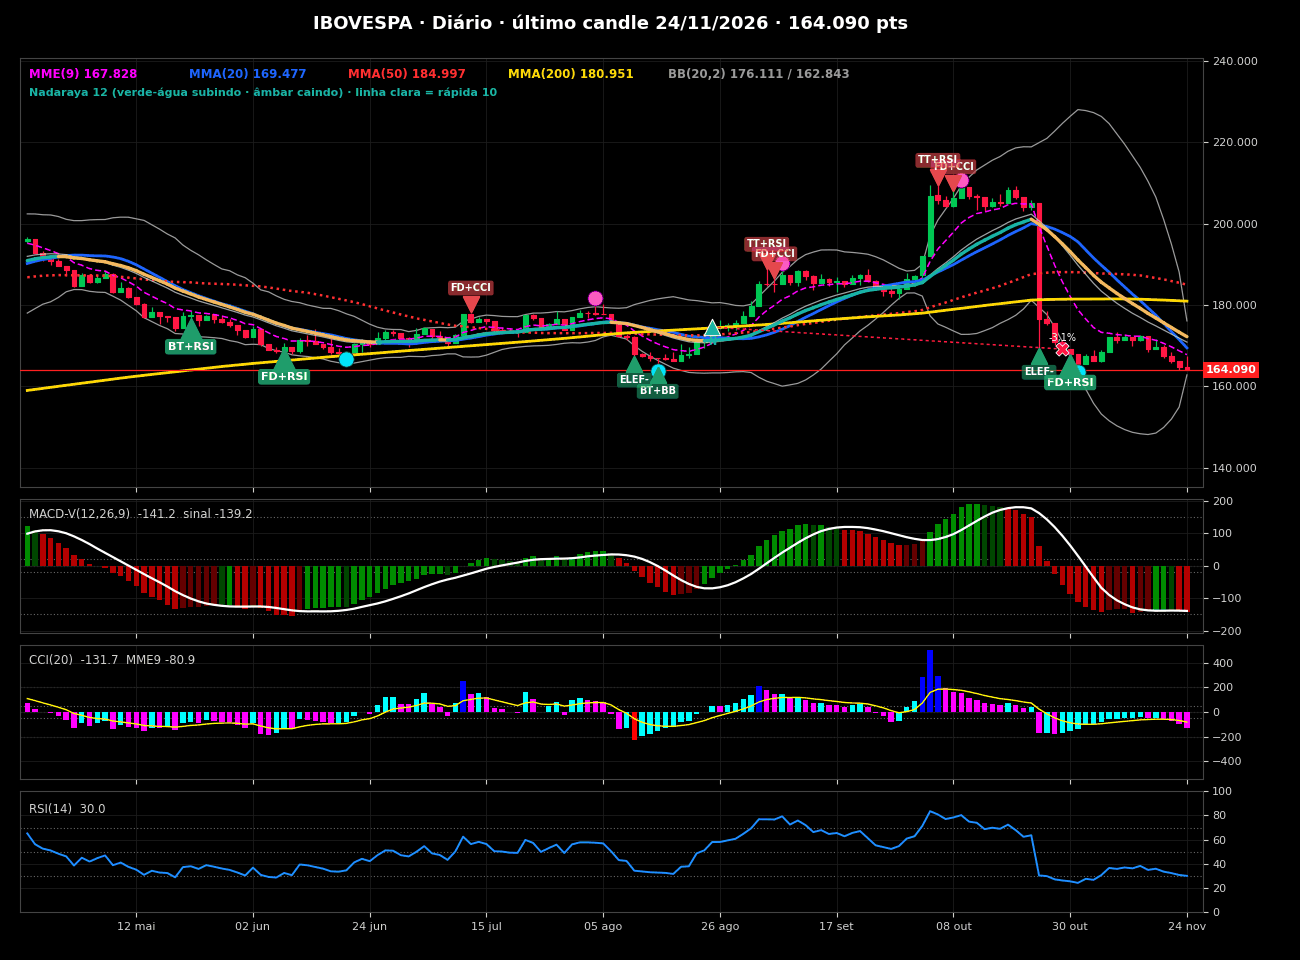 IBOVESPA · Diário · último candle 24/11/2026 · 164.090 pts
MME(9) 167.828 MMA(20) 169.477 MMA(50) 184.997 MMA(200) 180.951 BB(20,2) 176.111 / 162.843
Nadaraya 12 (verde-água subindo · âmbar caindo) · linha clara = rápida 10
240.000
220.000
200.000
180.000
164.090
160.000
140.000
TT+RSI
FD+CCI
TT+RSI
FD+CCI
FD+CCI
BT+RSI
FD+RSI
ELEF-
BT+BB
-3,1%
ELEF-
FD+RSI
MACD-V(12,26,9) -141.2 sinal -139.2
200
100
0
−100
−200
CCI(20) -131.7 MME9 -80.9
400
200
0
−200
−400
RSI(14) 30.0
100
80
60
40
20
0
12 mai 02 jun 24 jun 15 jul 05 ago 26 ago 17 set 08 out 30 out 24 nov